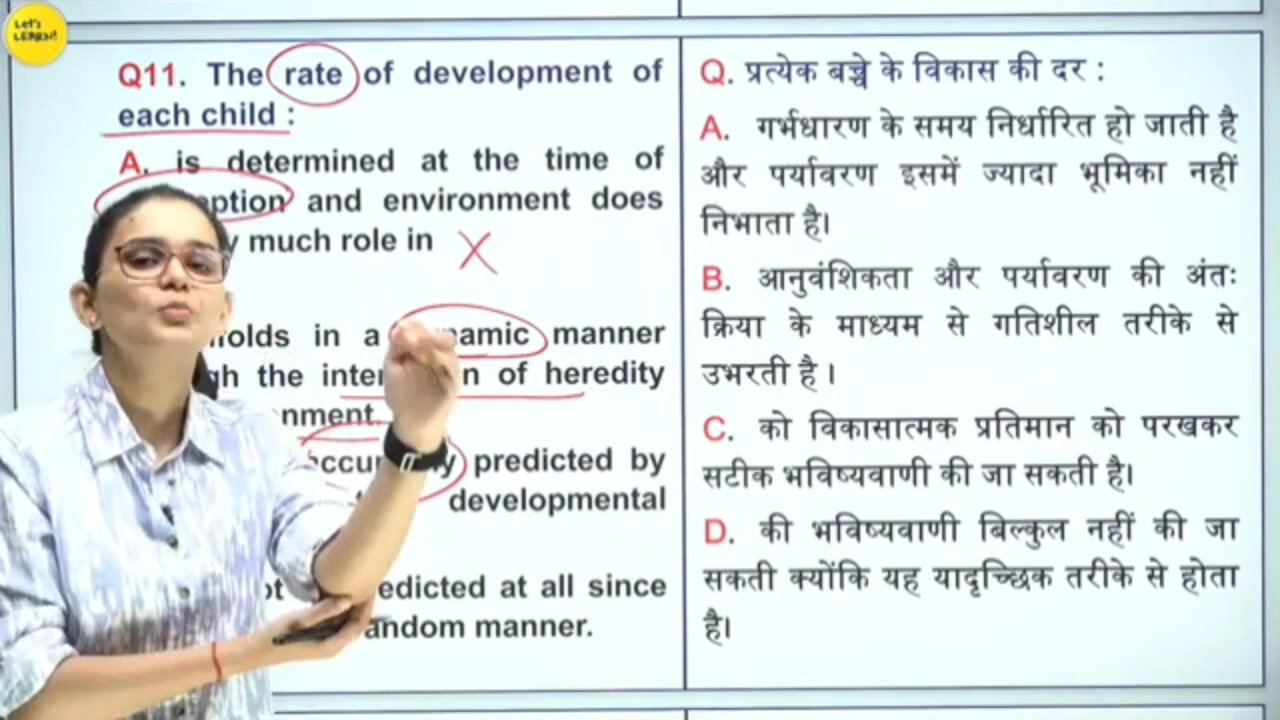 Let's
LEARN!
Q11. The rate of development of
each child :
A. is determined at the time of
and environment does
much role in
in a manner
the of heredity
predicted by
developmental
at all since
manner.
Q. प्रत्येक बच्चे के विकास की दर :
A. गर्भधारण के समय निर्धारित हो जाती है
और पर्यावरण इसमें ज्यादा भूमिका नहीं
निभाता है।
B. आनुवंशिकता और पर्यावरण की अंतः
क्रिया के माध्यम से गतिशील तरीके से
उभरती है ।
C. को विकासात्मक प्रतिमान को परखकर
सटीक भविष्यवाणी की जा सकती है।
D. की भविष्यवाणी बिल्कुल नहीं की जा
सकती क्योंकि यह यादृच्छिक तरीके से होता
है।